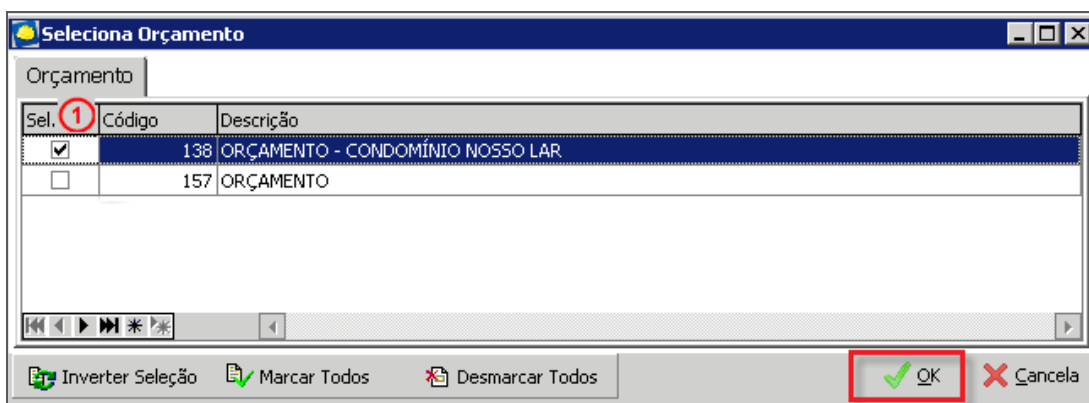 Seleciona Orçamento
Orçamento
Sel. 1 Código Descrição
138 ORÇAMENTO - CONDOMÍNIO NOSSO LAR
157 ORÇAMENTO
Inverter Seleção Marcar Todos Desmarcar Todos OK Cancela